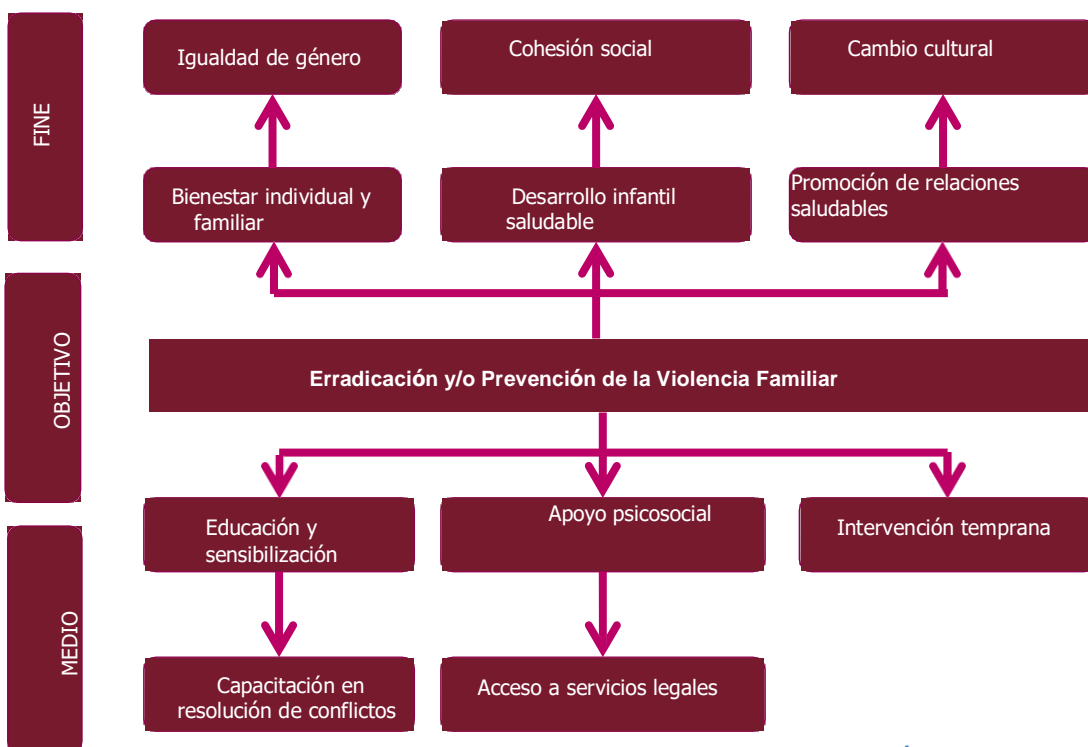 FINE
Igualdad de género
Cohesión social
Cambio cultural
Bienestar individual y
familiar
Desarrollo infantil
saludable
Promoción de relaciones
saludables
OBJETIVO
Erradicación y/o Prevención de la Violencia Familiar
MEDIO
Educación y
sensibilización
Apoyo psicosocial
Intervención temprana
Capacitación en
resolución de conflictos
Acceso a servicios legales